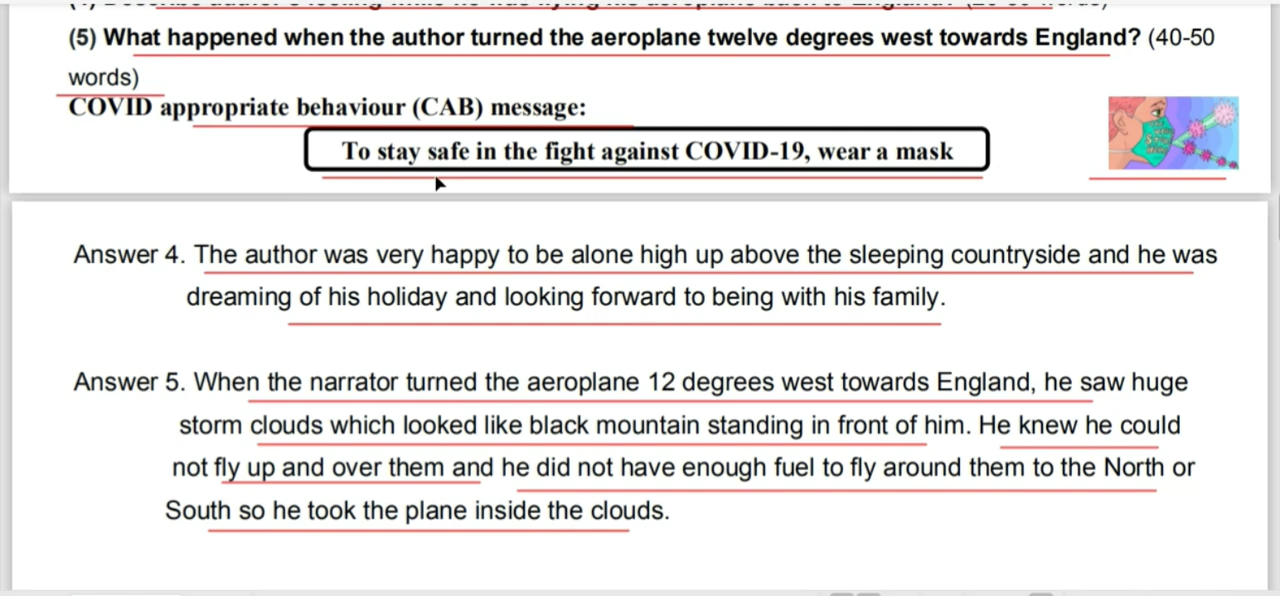 (5) What happened when the author turned the aeroplane twelve degrees west towards England? (40-50
words)
COVID appropriate behaviour (CAB) message:
To stay safe in the fight against COVID-19, wear a mask
Answer 4. The author was very happy to be alone high up above the sleeping countryside and he was
dreaming of his holiday and looking forward to being with his family.
Answer 5. When the narrator turned the aeroplane 12 degrees west towards England, he saw huge
storm clouds which looked like black mountain standing in front of him. He knew he could
not fly up and over them and he did not have enough fuel to fly around them to the North or
South so he took the plane inside the clouds.